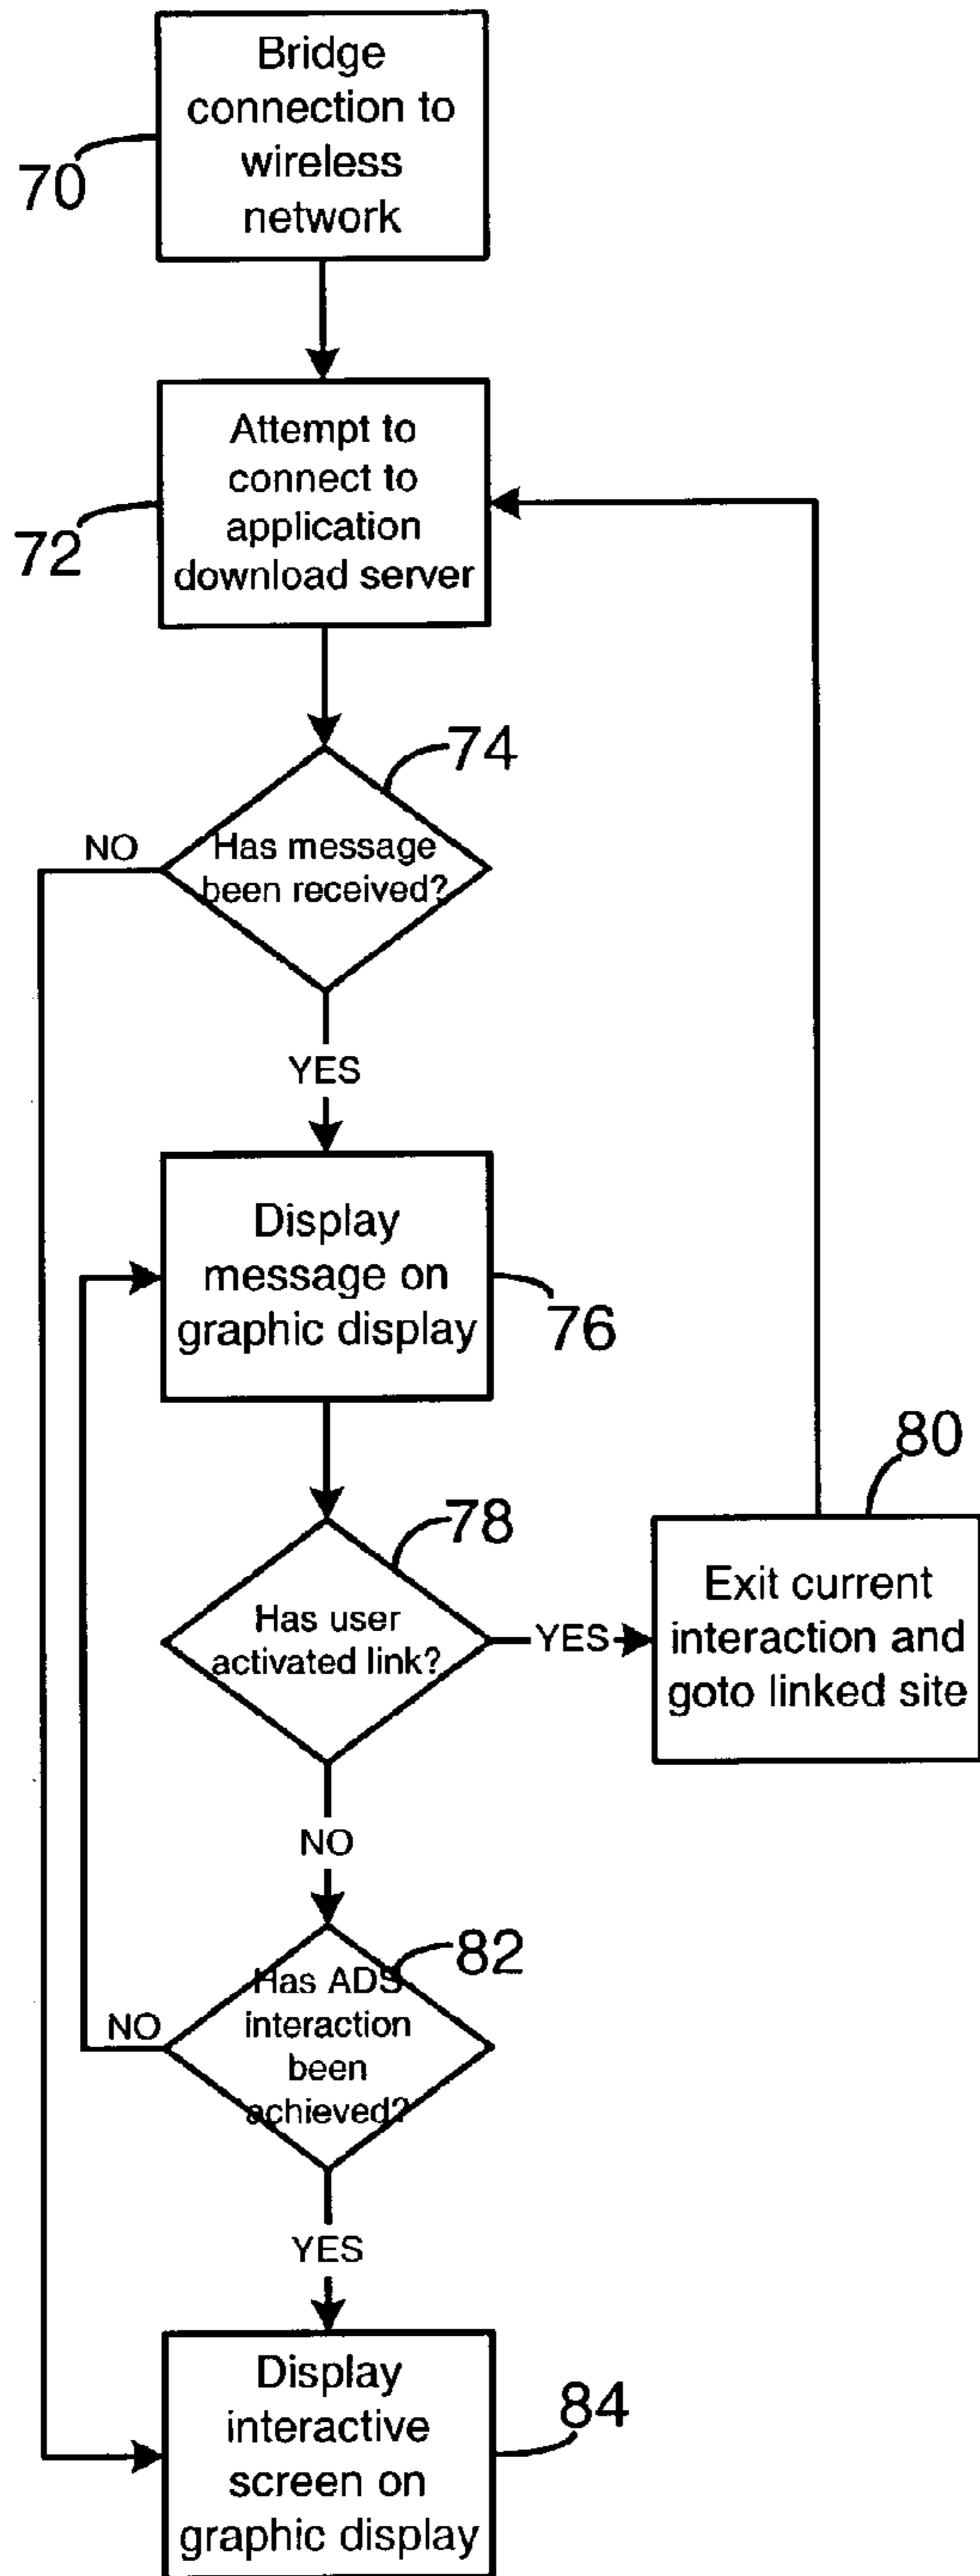 Bridge
connection to
wireless
network
70
Attempt to
connect to
application
download server
72
74
Has message
been received?
NO
YES
Display
message on
graphic display
76
78
Has user
activated link?
YES
80
Exit current
interaction and
goto linked site
NO
82
Has ADS
interaction
been
achieved?
NO
YES
Display
interactive
screen on
graphic display
84